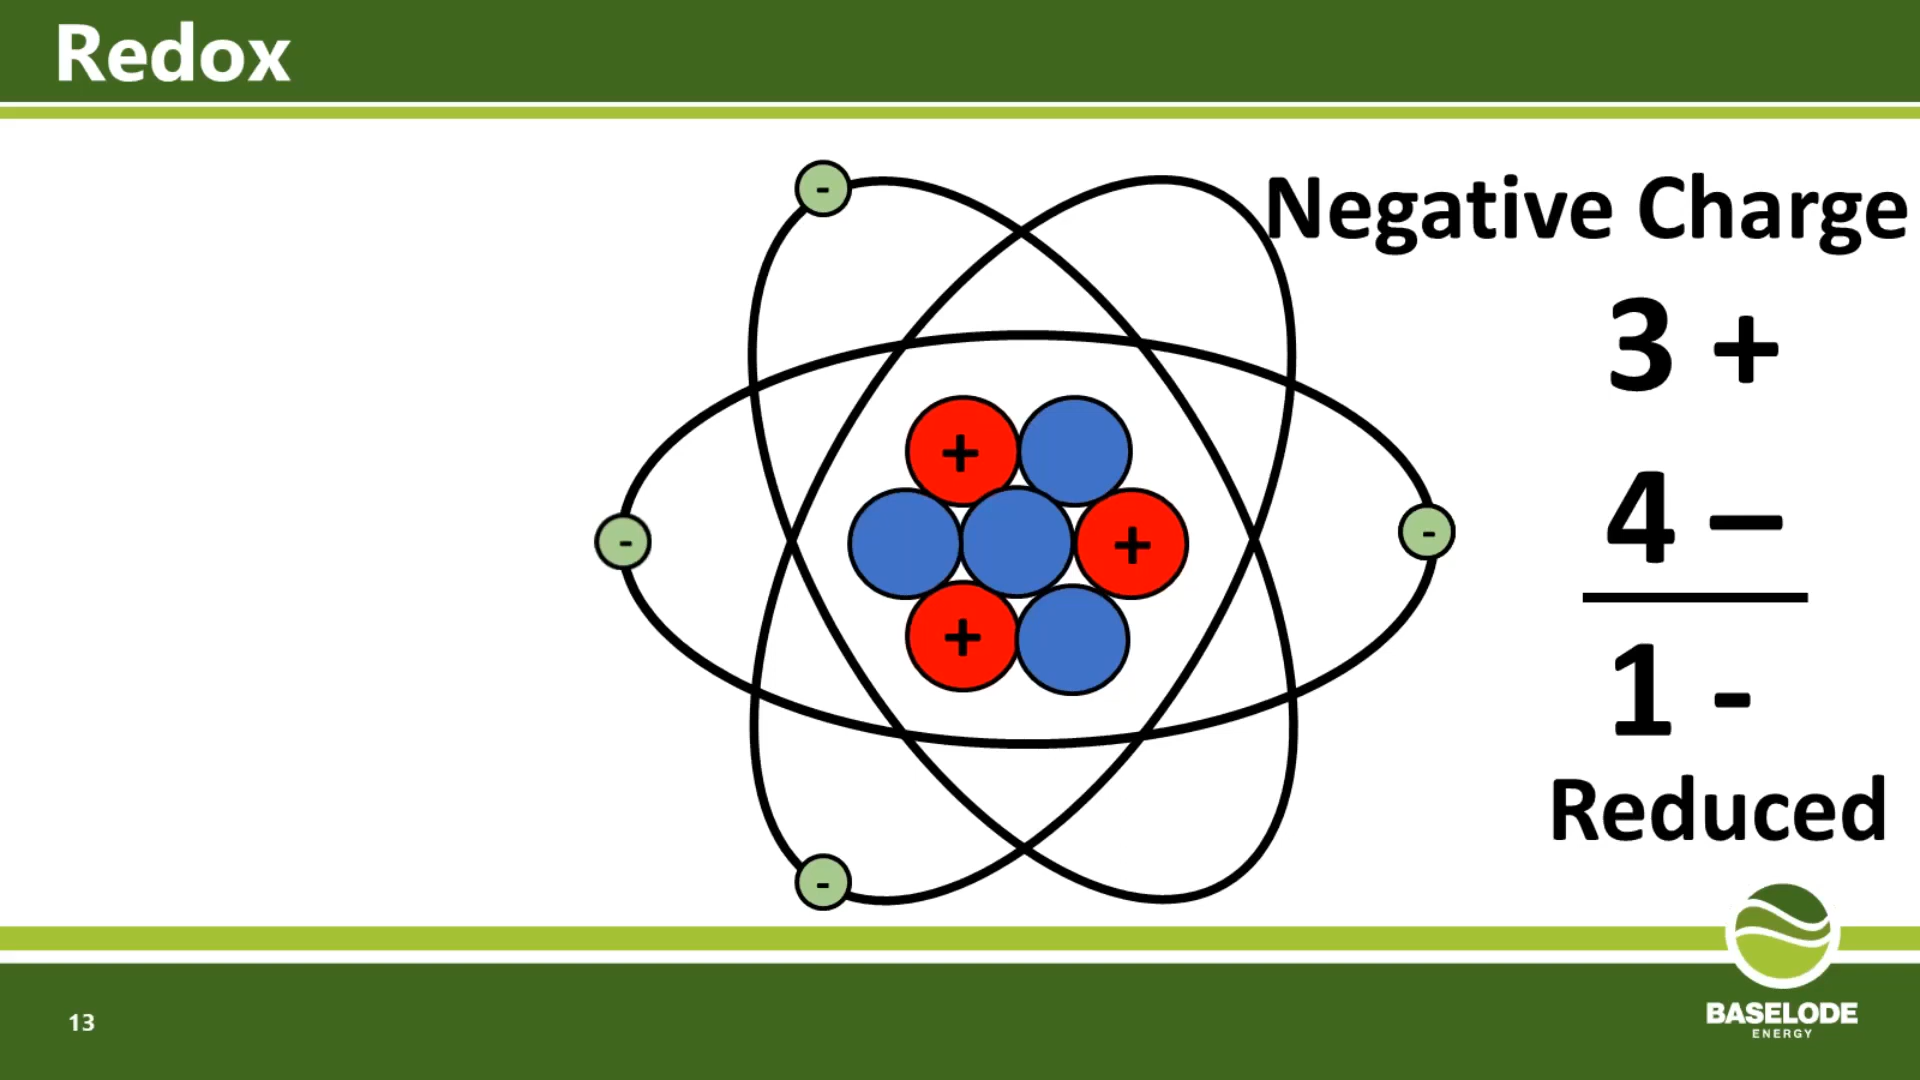 Redox
Negative Charge
3 +
4 –
1 -
Reduced
-
-
-
-
+
+
+
13
BASELODE
ENERGY